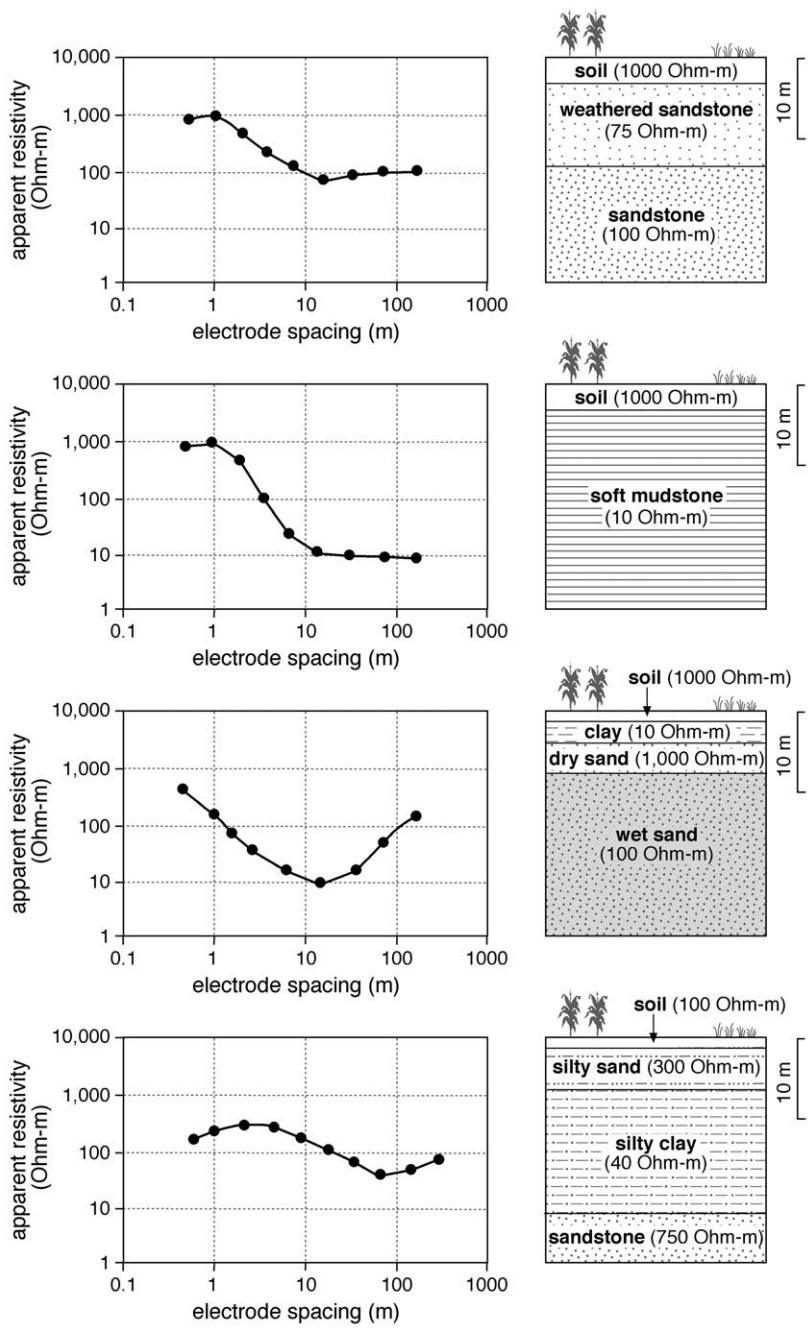 10,000
1,000
100
10
1
0.1 1 10 100 1000
electrode spacing (m)
apparent resistivity
(Ohm-m)
soil (1000 Ohm-m)
weathered sandstone
(75 Ohm-m)
sandstone
(100 Ohm-m)
10 m
10,000
1,000
100
10
1
0.1 1 10 100 1000
electrode spacing (m)
apparent resistivity
(Ohm-m)
soil (1000 Ohm-m)
soft mudstone
(10 Ohm-m)
10 m
10,000
1,000
100
10
1
0.1 1 10 100 1000
electrode spacing (m)
apparent resistivity
(Ohm-m)
soil (1000 Ohm-m)
clay (10 Ohm-m)
dry sand (1,000 Ohm-m)
wet sand
(100 Ohm-m)
10 m
10,000
1,000
100
10
1
0.1 1 10 100 1000
electrode spacing (m)
apparent resistivity
(Ohm-m)
soil (100 Ohm-m)
silty sand (300 Ohm-m)
silty clay
(40 Ohm-m)
sandstone (750 Ohm-m)
10 m